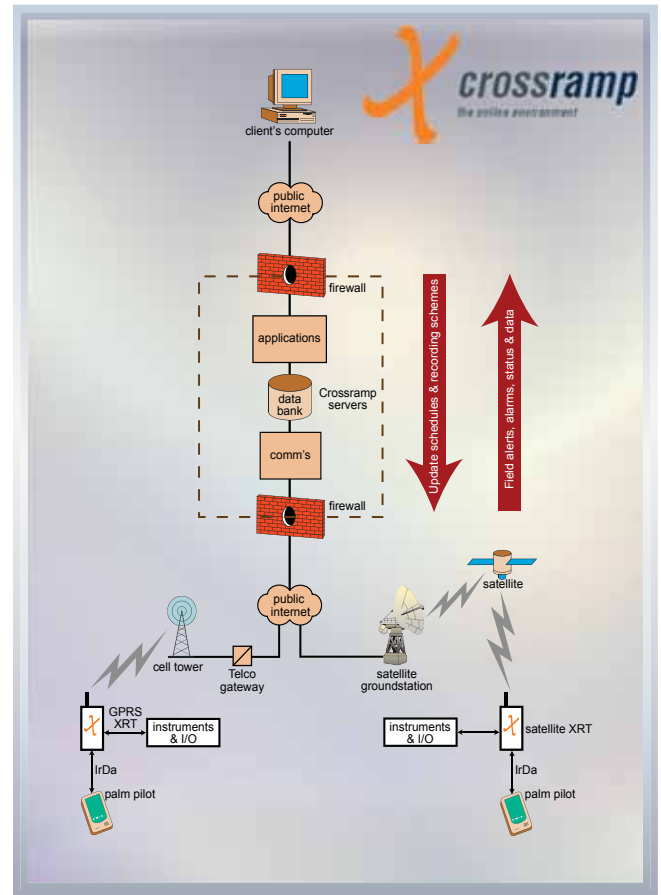 crossramp
the online environment
client's computer
public
internet
firewall
applications
data
bank
Crossramp
servers
comm's
firewall
Update schedules & recording schemes
Field alerts, alarms, status & data
public
internet
satellite
cell tower
Telco
gateway
satellite
groundstation
GPRS
XRT
instruments
& I/O
IrDa
palm pilot
instruments
& I/O
satellite XRT
IrDa
palm pilot